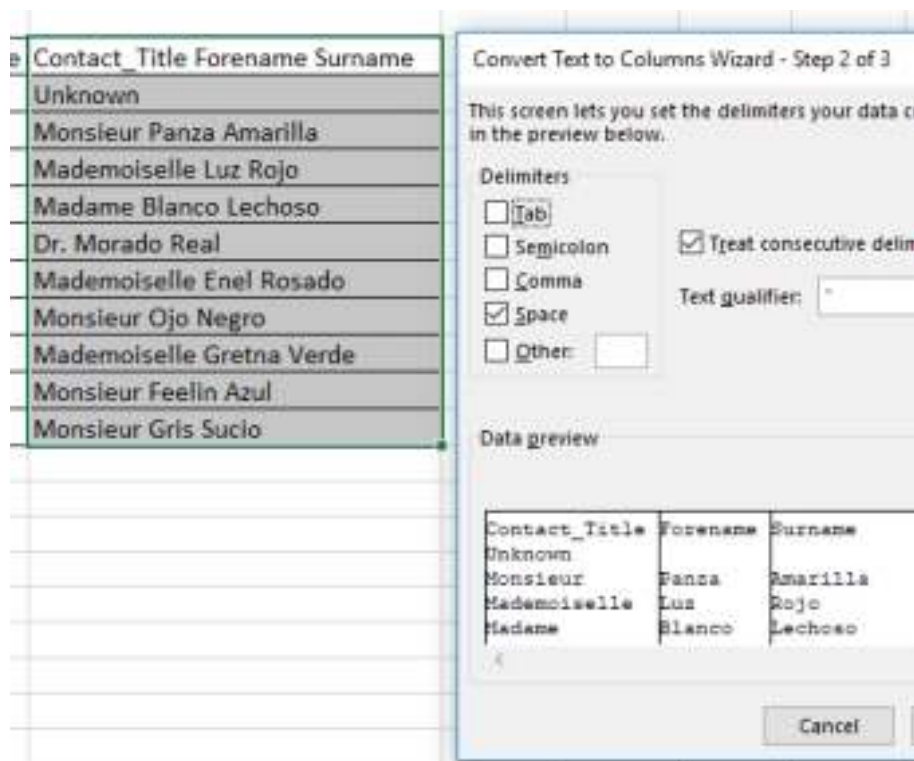 e
Contact_Title Forename Surname
Unknown
Monsieur Panza Amarilla
Mademoiselle Luz Rojo
Madame Blanco Lechoso
Dr. Morado Real
Mademoiselle Enel Rosado
Monsieur Ojo Negro
Mademoiselle Gretna Verde
Monsieur Feelin Azul
Monsieur Gris Sucio
Convert Text to Columns Wizard - Step 2 of 3
This screen lets you set the delimiters your data c
in the preview below.
Delimiters
Tab
Semicolon
Comma
Space
Other:
Treat consecutive delim
Text qualifier: "
Data preview
Contact_Title Forename Surname
Unknown
Monsieur Panza Amarilla
Mademoiselle Luz Rojo
Madame Blanco Lechoso
Cancel